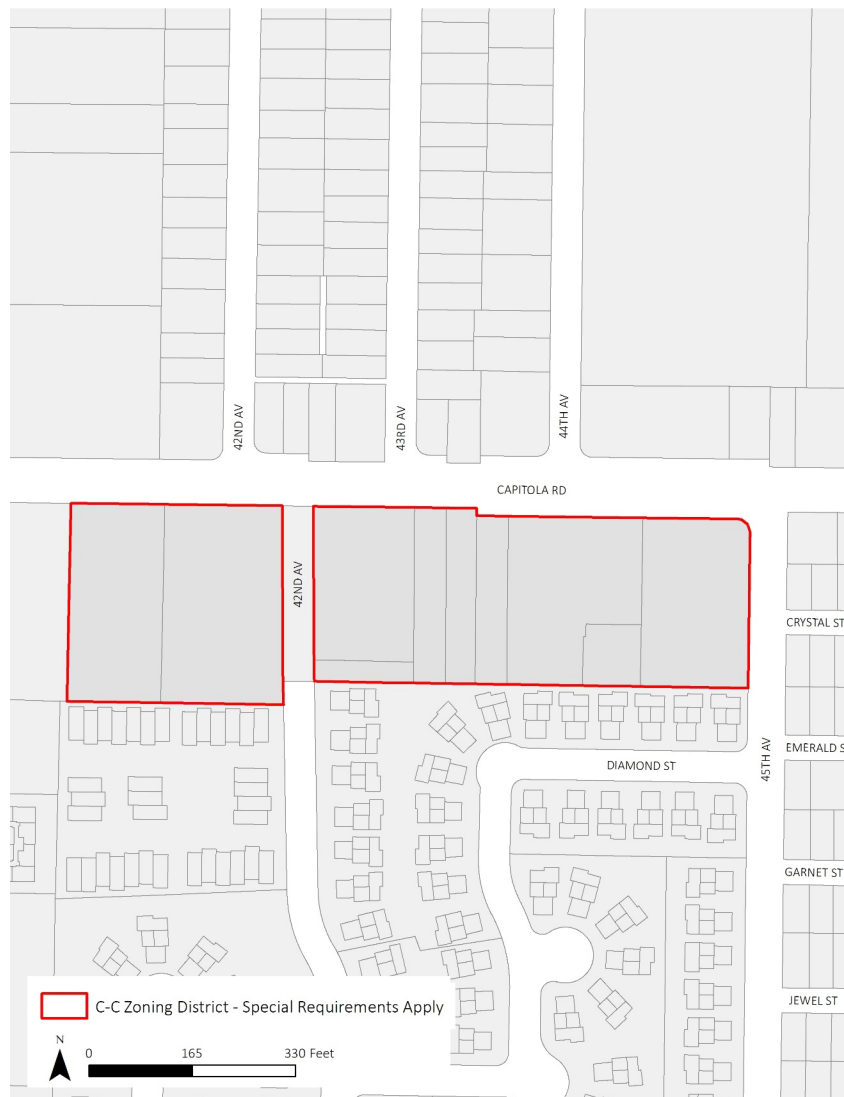 42ND AV
43RD AV
44TH AV
CAPITOLA RD
42ND AV
CRYSTAL ST
EMERALD S
DIAMOND ST
45TH AV
GARNET ST
JEWEL ST
C-C Zoning District - Special Requirements Apply
N
0 165 330 Feet